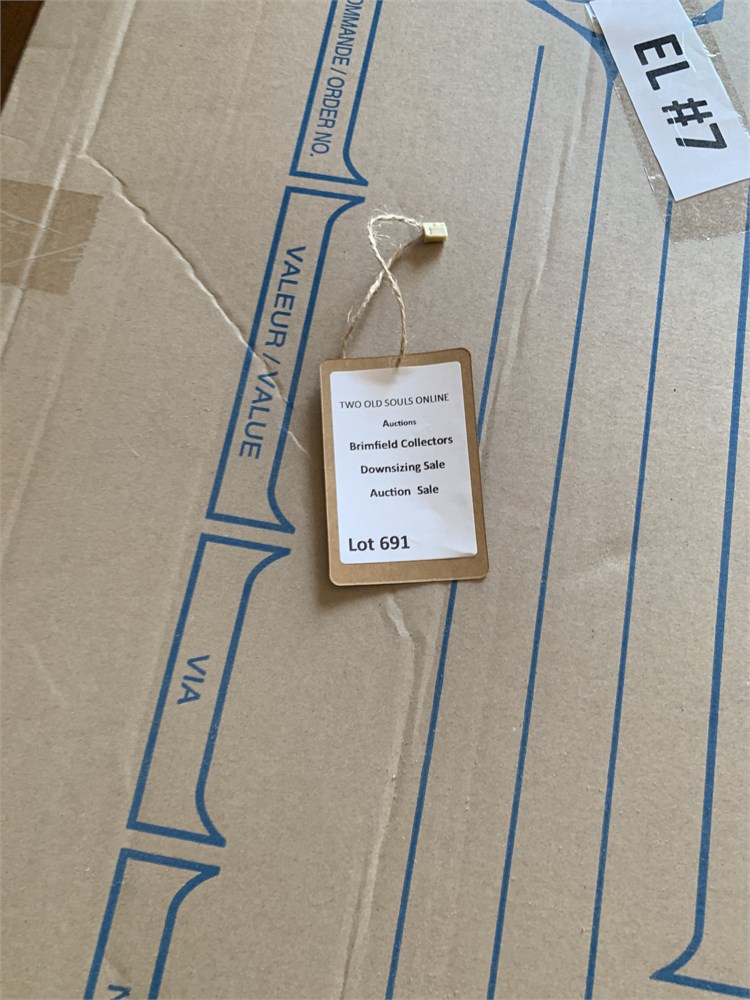 EL #7
OMMANDE / ORDER NO.
VALEUR / VALUE
TWO OLD SOULS ONLINE
Auctions
Brimfield Collectors
Downsizing Sale
Auction Sale
Lot 691
VIA